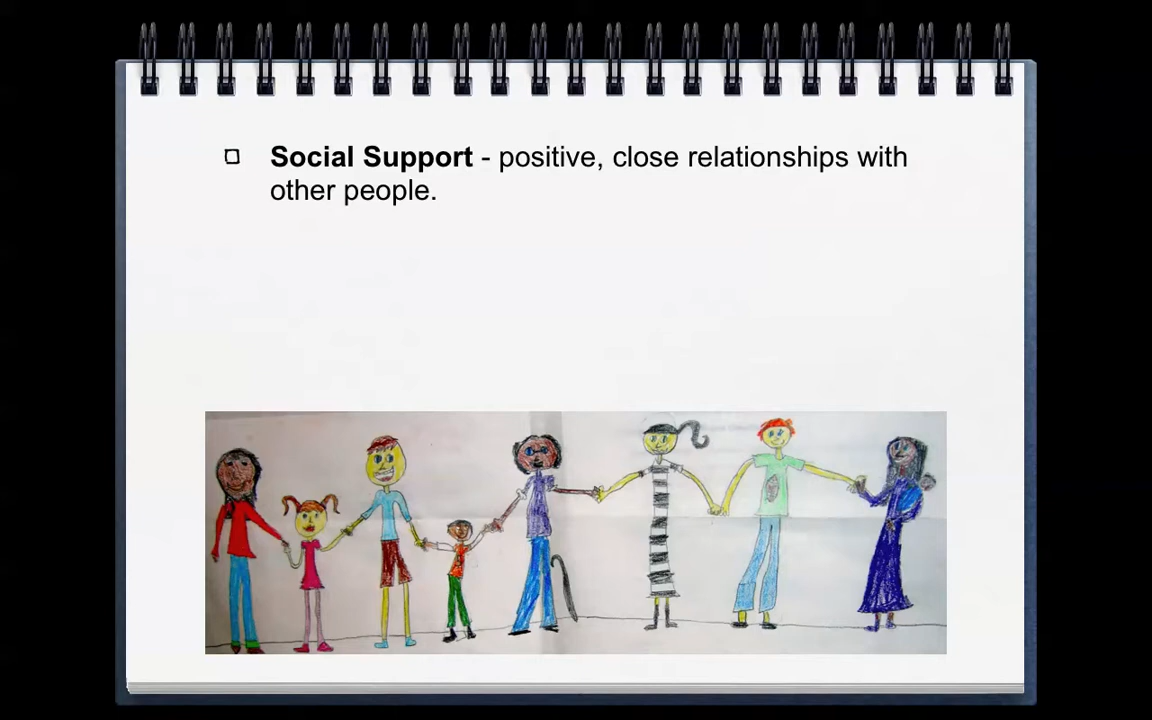 Social Support - positive, close relationships with
other people.